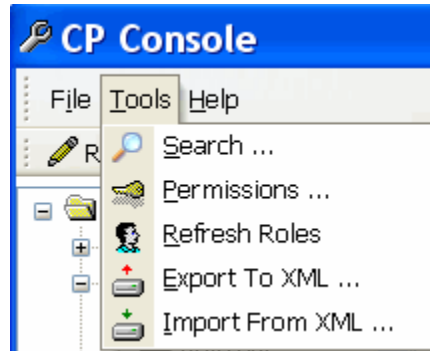 CP Console
File Tools Help
R
Search ...
Permissions ...
Refresh Roles
Export To XML ...
Import From XML ...